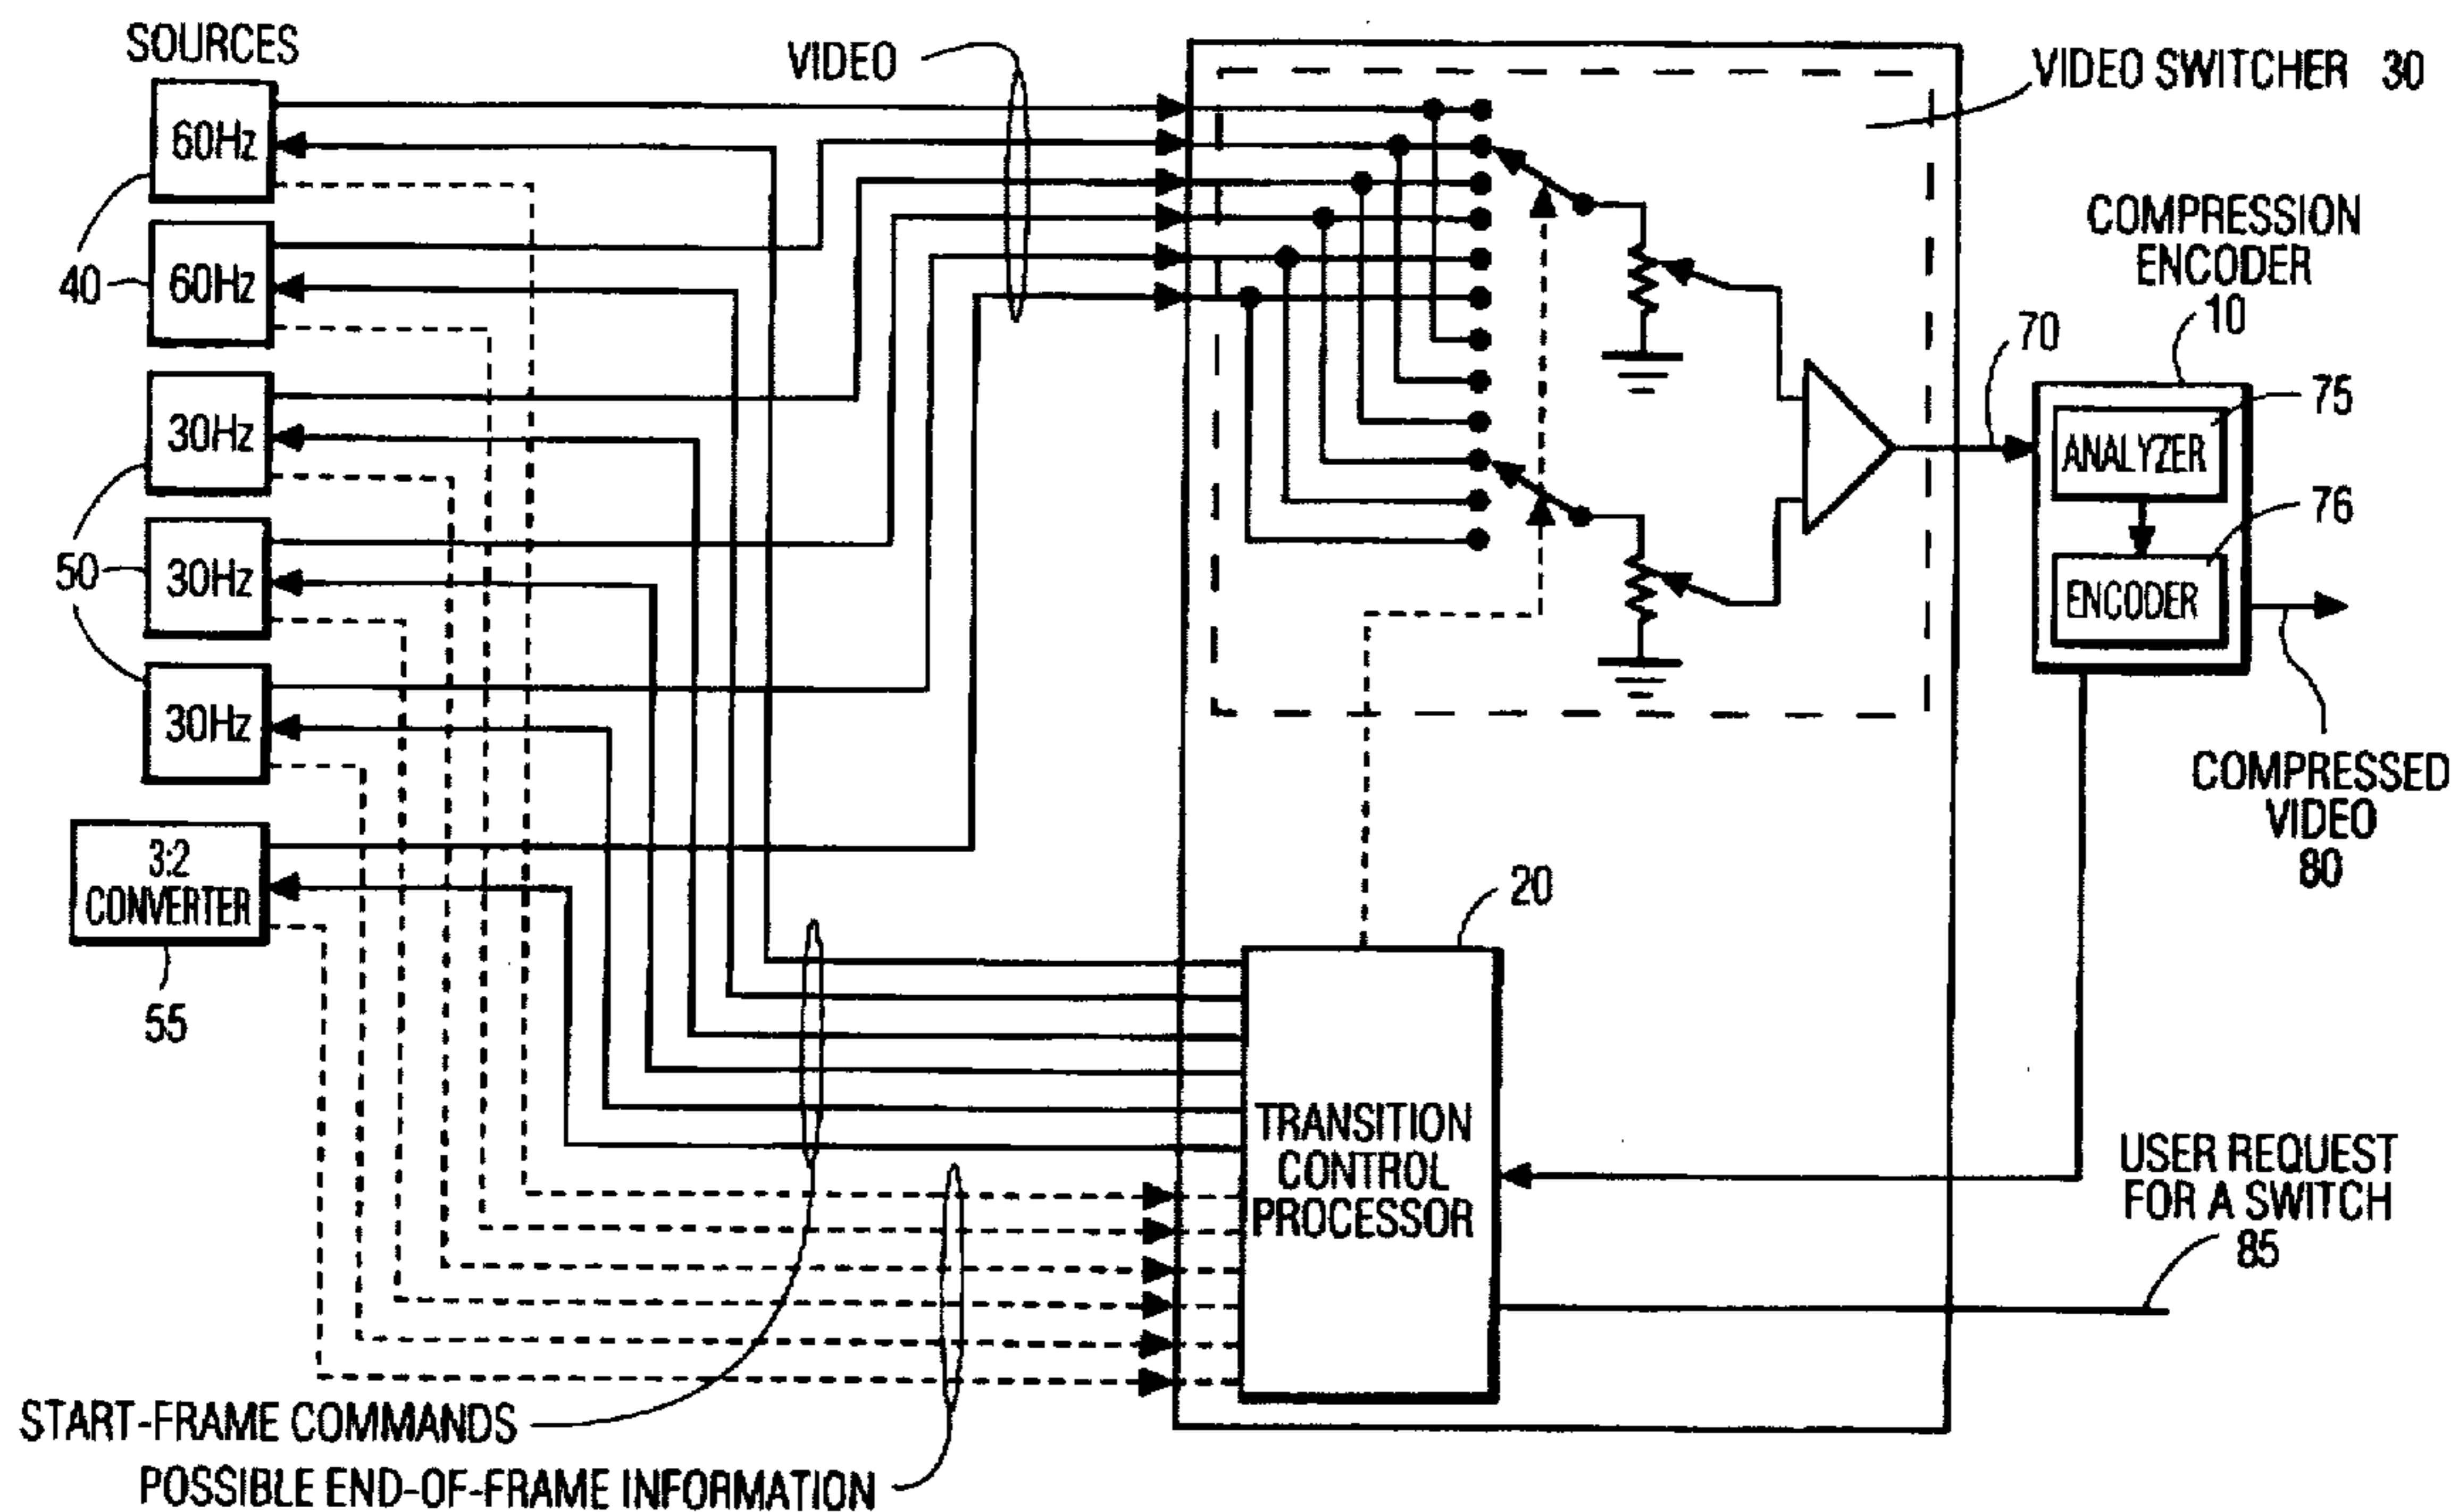 SOURCES
60Hz
60Hz
40
30Hz
30Hz
50
30Hz
3:2
CONVERTER
55
VIDEO
VIDEO SWITCHER 30
COMPRESSION
ENCODER
10
70
75
ANALYZER
76
ENCODER
COMPRESSED
VIDEO
80
20
TRANSITION
CONTROL
PROCESSOR
USER REQUEST
FOR A SWITCH
85
START-FRAME COMMANDS
POSSIBLE END-OF-FRAME INFORMATION